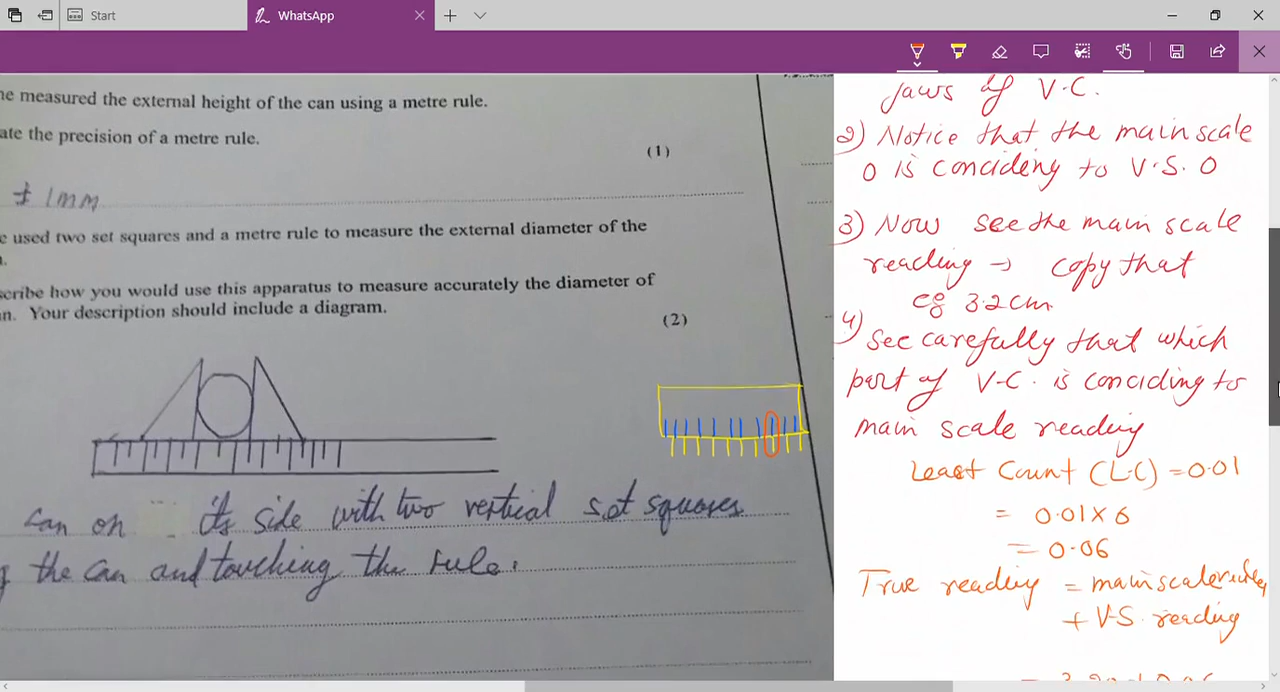 Start
WhatsApp
he measured the external height of the can using a metre rule.
ate the precision of a metre rule.
(1)
± 1mm
e used two set squares and a metre rule to measure the external diameter of the
n.
scribe how you would use this apparatus to measure accurately the diameter of
n. Your description should include a diagram.
(2)
can on its side with two vertical set squares
the can and touching the rule.
Jaws of V.C.
2) Notice that the main scale
0 is conciding to V.S. 0
3) Now see the main scale
reading → copy that
eg 3.2cm
4) See carefully that which
part of V-C. is conciding to
main scale reading
Least Count (L.C) = 0.01
= 0.01 x 6
= 0.06
True reading = main scale
+ V-S. reading